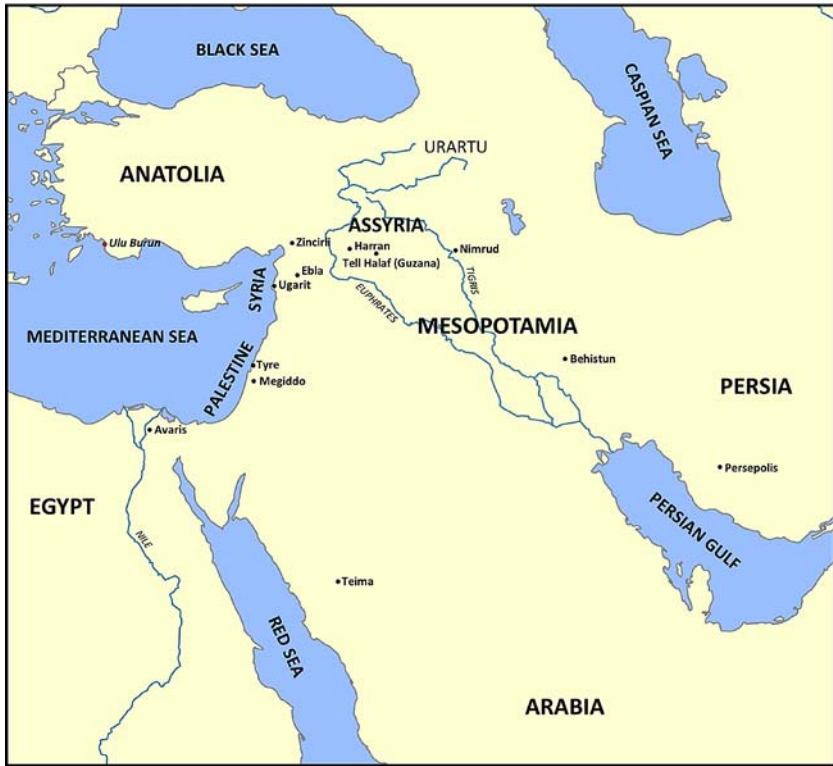 BLACK SEA
CASPIAN SEA
URARTU
ANATOLIA
ASSYRIA
Ulu Burun
Zincirli
Harran
Nimrud
Tell Halaf (Guzana)
Ebla
Ugarit
SYRIA
EUPHRATES
TIGRIS
MEDITERRANEAN SEA
MESOPOTAMIA
Behistun
Tyre
Megiddo
PALESTINE
PERSIA
Avaris
Persepolis
EGYPT
NILE
PERSIAN GULF
Teima
RED SEA
ARABIA